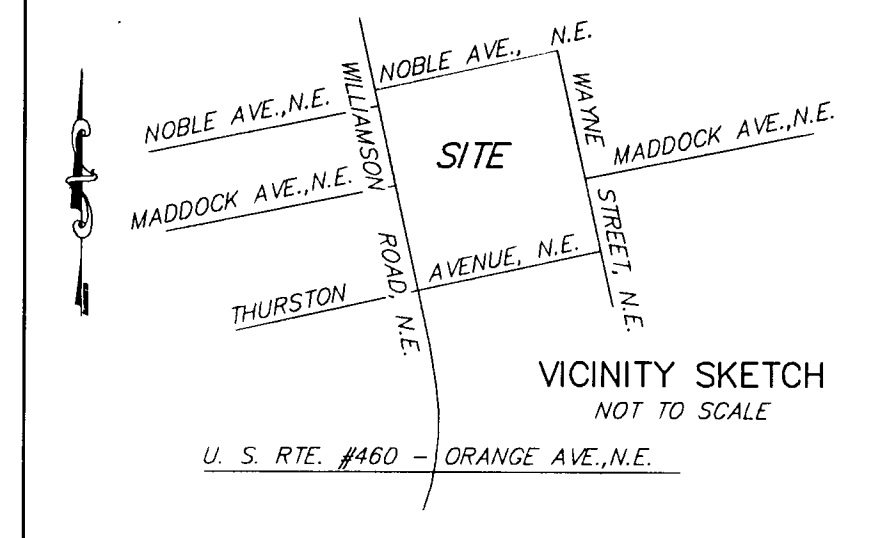 NOBLE AVE., N.E.
NOBLE AVE.,N.E.
WILLIAMSON ROAD, N.E.
WAYNE STREET, N.E.
SITE
MADDOCK AVE.,N.E.
MADDOCK AVE.,N.E.
THURSTON AVENUE, N.E.
VICINITY SKETCH
NOT TO SCALE
U. S. RTE. #460 - ORANGE AVE.,N.E.